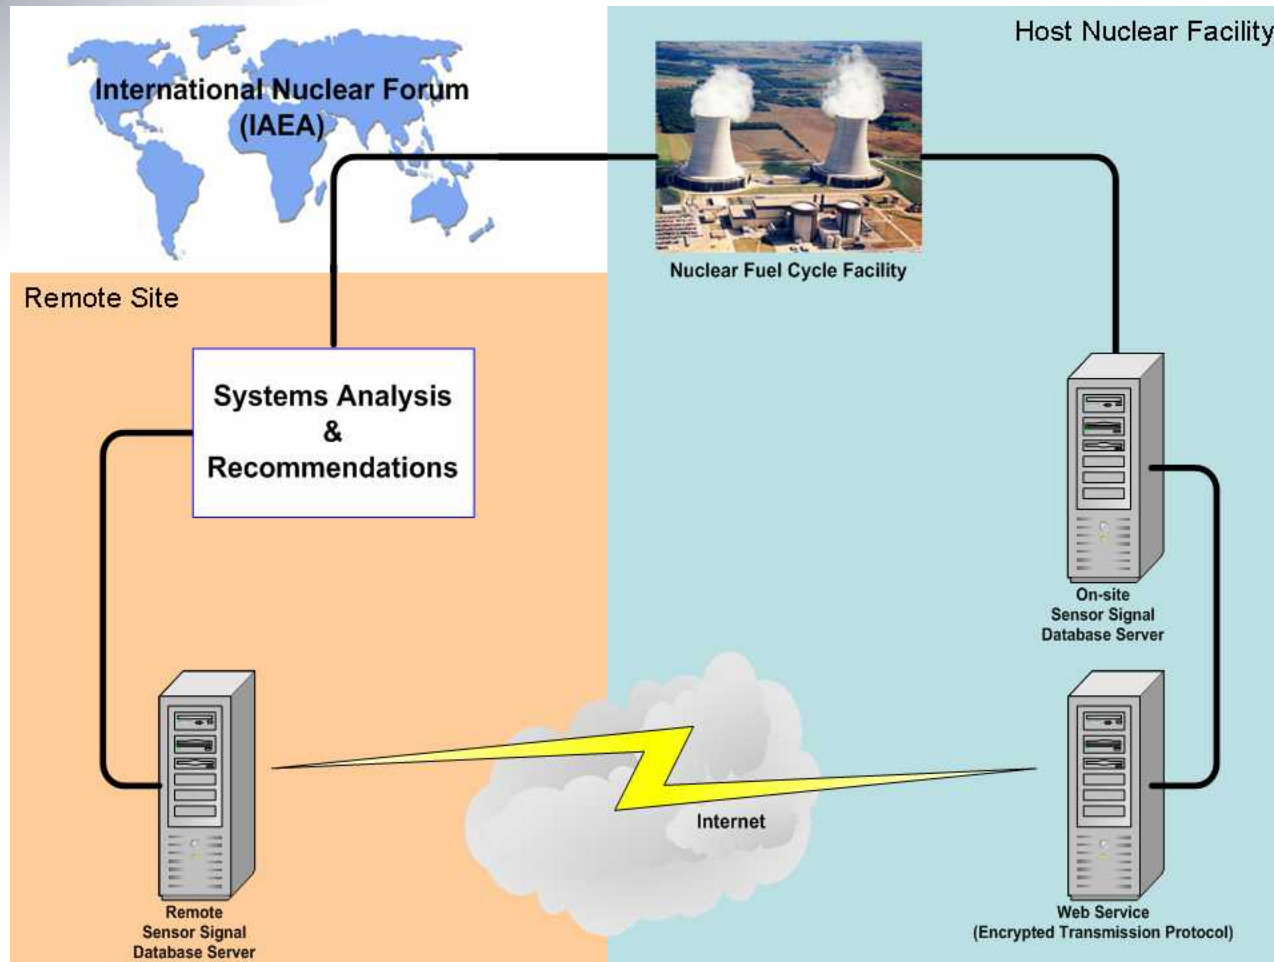 Host Nuclear Facility
International Nuclear Forum
(IAEA)
Nuclear Fuel Cycle Facility
Remote Site
Systems Analysis
&
Recommendations
On-site
Sensor Signal
Database Server
Internet
Remote
Sensor Signal
Database Server
Web Service
(Encrypted Transmission Protocol)